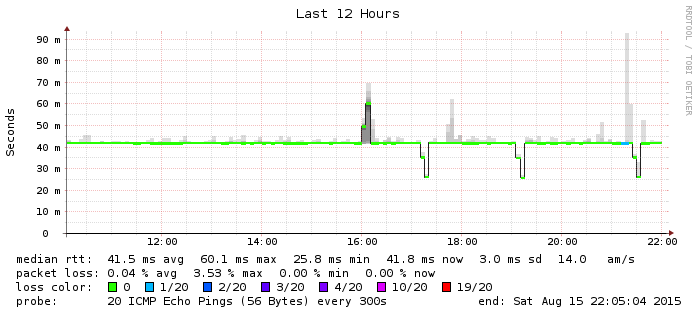 Last 12 Hours
RRDTOOL / TOBI OETIKER
Seconds
90 m
80 m
70 m
60 m
50 m
40 m
30 m
20 m
10 m
0
12:00 14:00 16:00 18:00 20:00 22:00
median rtt: 41.5 ms avg 60.1 ms max 25.8 ms min 41.8 ms now 3.0 ms sd 14.0 am/s
packet loss: 0.04 % avg 3.53 % max 0.00 % min 0.00 % now
loss color: 0 1/20 2/20 3/20 4/20 10/20 19/20
probe: 20 ICMP Echo Pings (56 Bytes) every 300s end: Sat Aug 15 22:05:04 2015